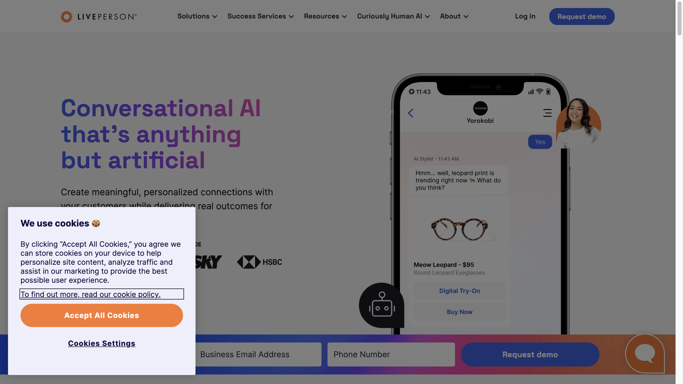 LIVEPERSON
Solutions
Success Services
Resources
Curiously Human AI
About
Log in
Request demo
Conversational AI
that's anything
but artificial
Create meaningful, personalized connections with
your customers while delivering real outcomes for
SKY
HSBC
11:43
Yorokobi
Yes
AI Stylist - 11:43 AM
Hmm... well, leopard print is
trending right now 🐆 What do
you think?
Meow Leopard - $95
Round Leopard Eyeglasses
Digital Try-On
Buy Now
We use cookies 🍪
By clicking "Accept All Cookies," you agree we
can store cookies on your device to help
personalize site content, analyze traffic and
assist in our marketing to provide the best
possible user experience.
To find out more, read our cookie policy.
Accept All Cookies
Cookies Settings
Business Email Address
Phone Number
Request demo